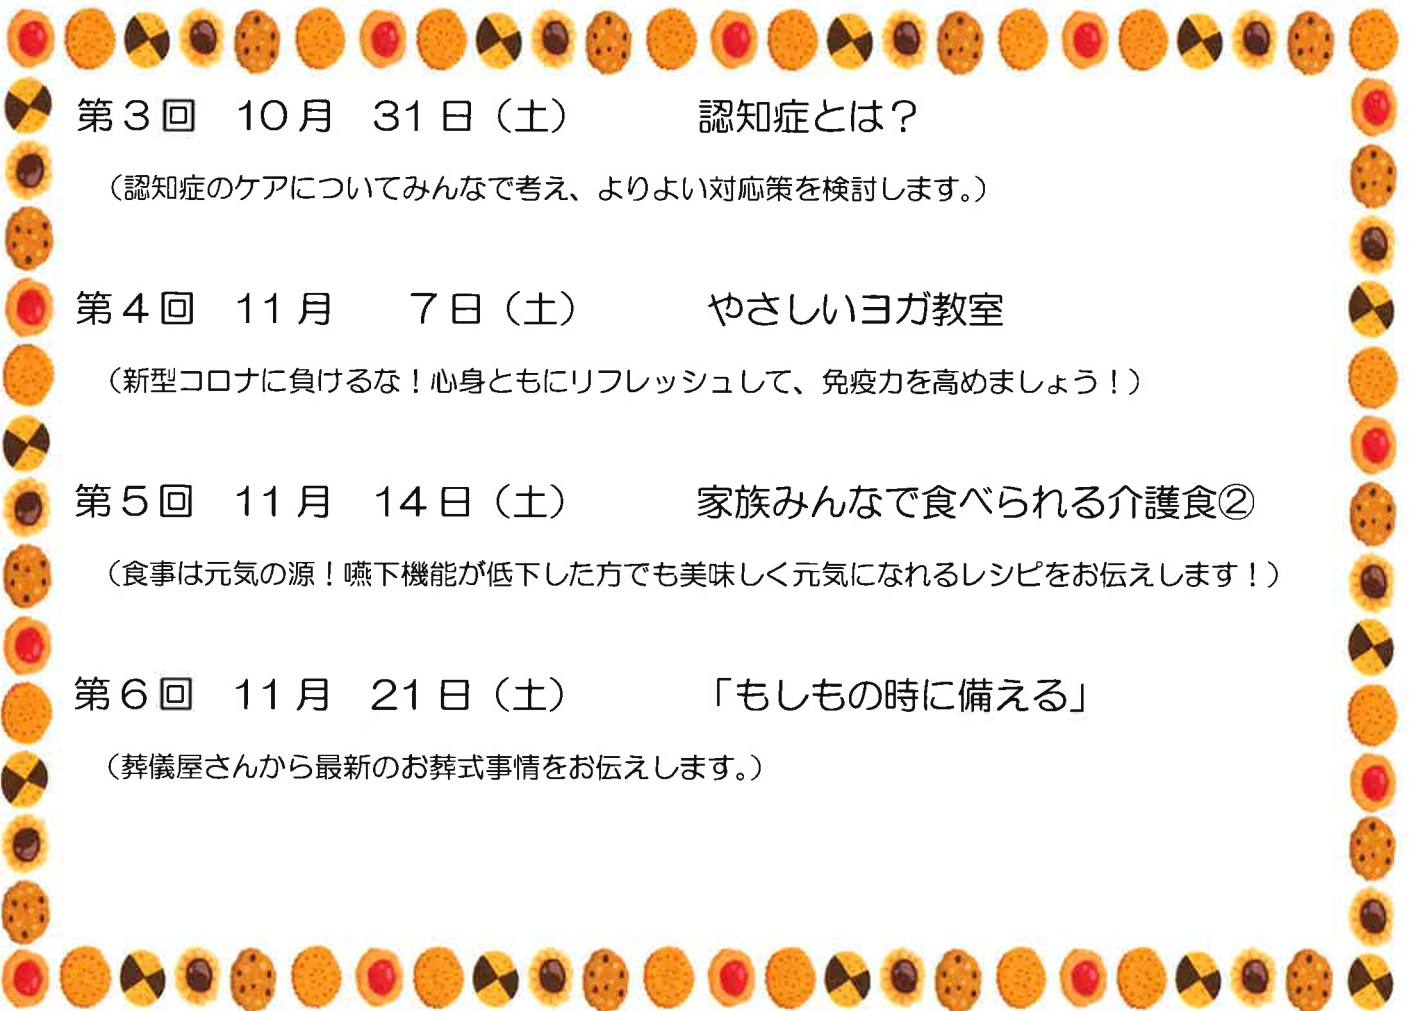 第３回　10月　31日（土）　認知症とは？
（認知症のケアについてみんなで考え、よりよい対応策を検討します。）
第４回　11月　7日（土）　やさしいヨガ教室
（新型コロナに負けるな！心身ともにリフレッシュして、免疫力を高めましょう！）
第５回　11月　14日（土）　家族みんなで食べられる介護食②
（食事は元気の源！嚥下機能が低下した方でも美味しく元気になれるレシピをお伝えします！）
第６回　11月　21日（土）　「もしもの時に備える」
（葬儀屋さんから最新のお葬式事情をお伝えします。）